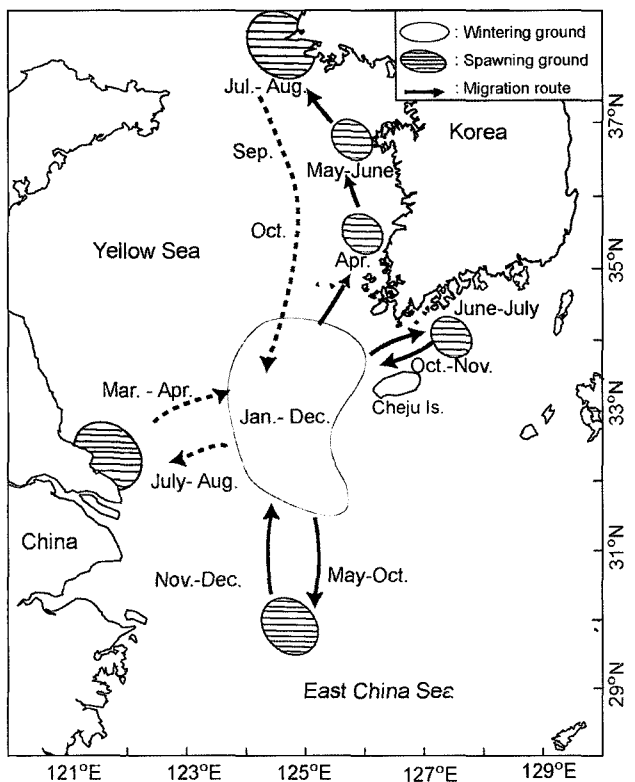 : Wintering ground
: Spawning ground
: Migration route
Jul.- Aug.
Korea
37°N
Sep.
May-June
Yellow Sea
Oct.
Apr.
35°N
June-July
Oct.-Nov.
Mar. - Apr.
Cheju Is.
33°N
Jan.- Dec.
July- Aug.
China
31°N
Nov.-Dec.
May-Oct.
East China Sea
29°N
121°E
123°E
125°E
127°E
129°E